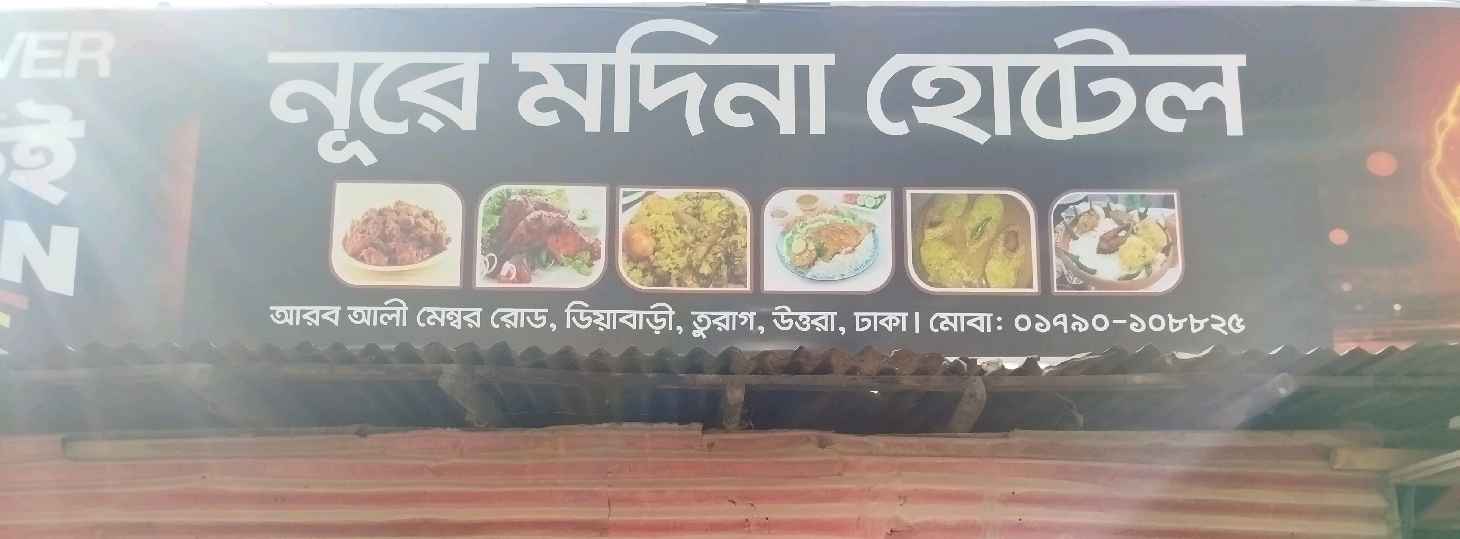 নূরে মদিনা হোটেল
আরব আলী মেম্বর রোড, ডিয়াবাড়ী, তুরাগ, উত্তরা, ঢাকা। মোবা: ০১৭৯০-১০৮৮২৫